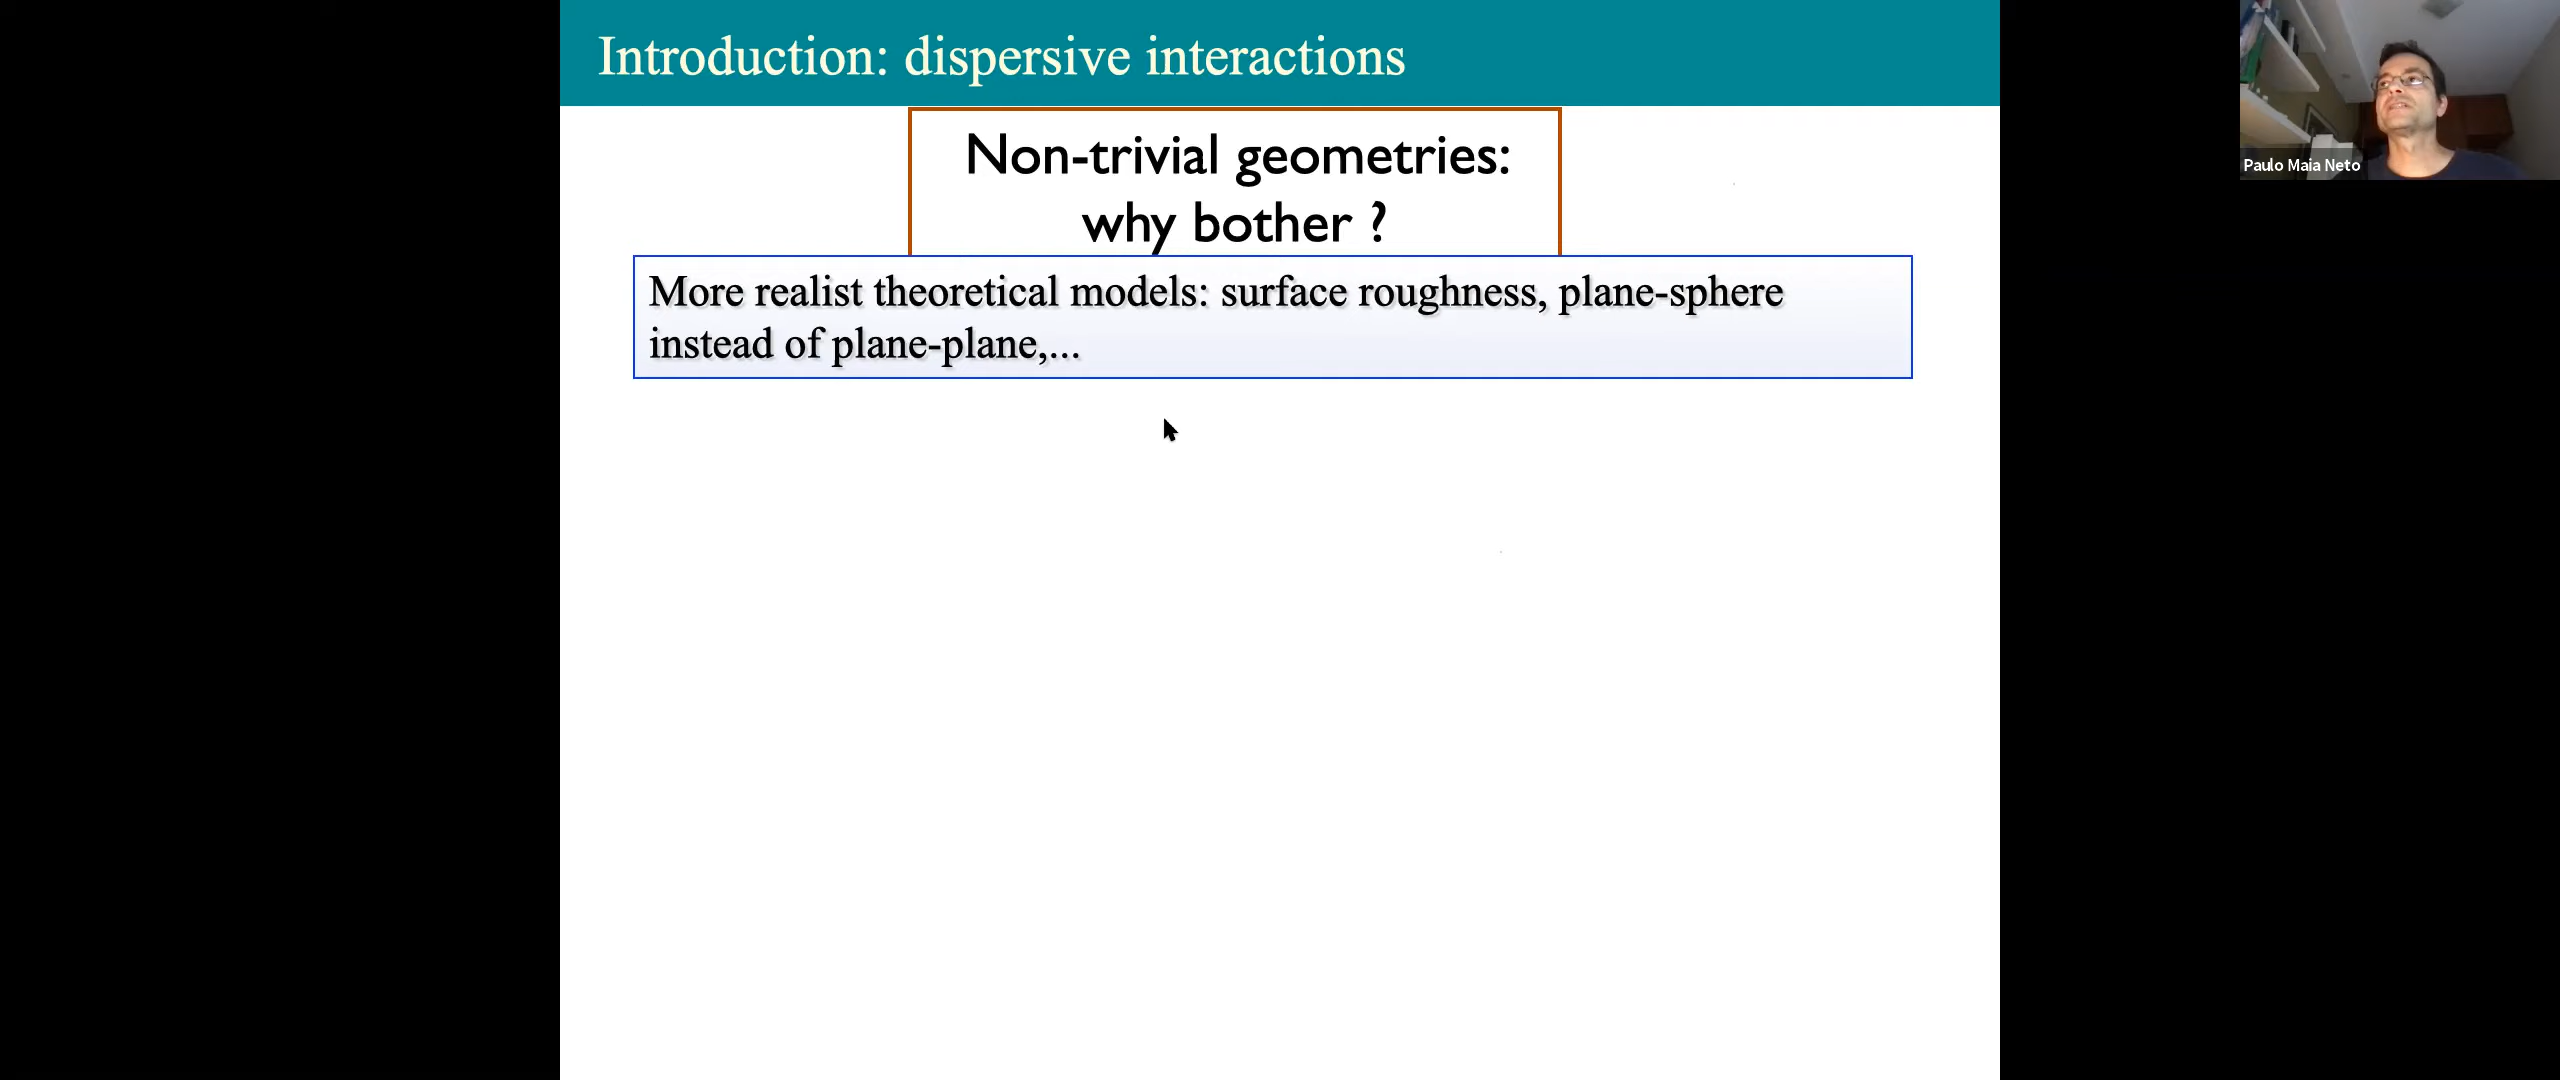 Introduction: dispersive interactions
Non-trivial geometries:
why bother ?
More realist theoretical models: surface roughness, plane-sphere
instead of plane-plane,...
Paulo Maia Neto